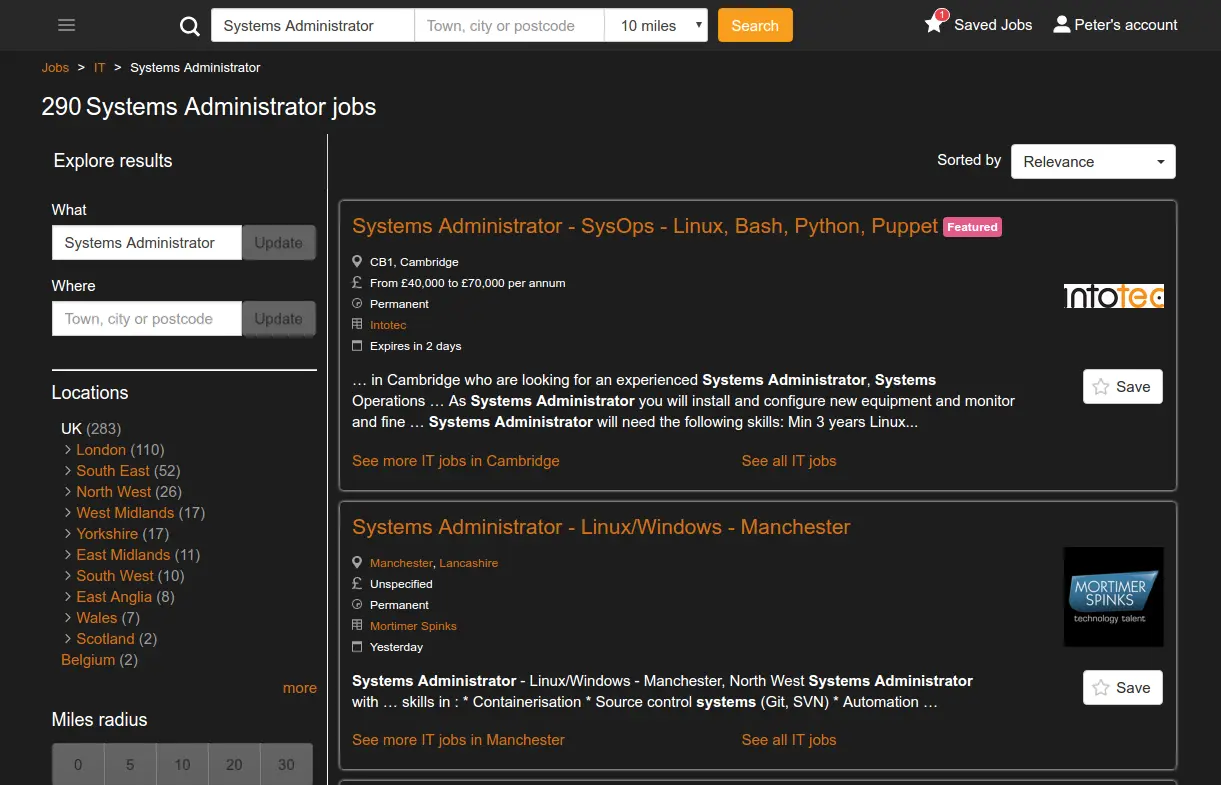 Systems Administrator Town, city or postcode 10 miles Search 1 Saved Jobs Peter's account
Jobs > IT > Systems Administrator
290 Systems Administrator jobs
Explore results
What
Systems Administrator Update
Where
Town, city or postcode Update
Locations
UK (283)
London (110)
South East (52)
North West (26)
West Midlands (17)
Yorkshire (17)
East Midlands (11)
South West (10)
East Anglia (8)
Wales (7)
Scotland (2)
Belgium (2)
more
Miles radius
0 5 10 20 30
Sorted by Relevance
Systems Administrator - SysOps - Linux, Bash, Python, Puppet Featured
CB1, Cambridge
£ From £40,000 to £70,000 per annum
Permanent
Intotec
Expires in 2 days
intotec
… in Cambridge who are looking for an experienced Systems Administrator, Systems
Operations … As Systems Administrator you will install and configure new equipment and monitor
and fine … Systems Administrator will need the following skills: Min 3 years Linux...
Save
See more IT jobs in Cambridge See all IT jobs
Systems Administrator - Linux/Windows - Manchester
Manchester, Lancashire
£ Unspecified
Permanent
Mortimer Spinks
Yesterday
MORTIMER
SPINKS
technology talent
Systems Administrator - Linux/Windows - Manchester, North West Systems Administrator
with … skills in : * Containerisation * Source control systems (Git, SVN) * Automation …
Save
See more IT jobs in Manchester See all IT jobs